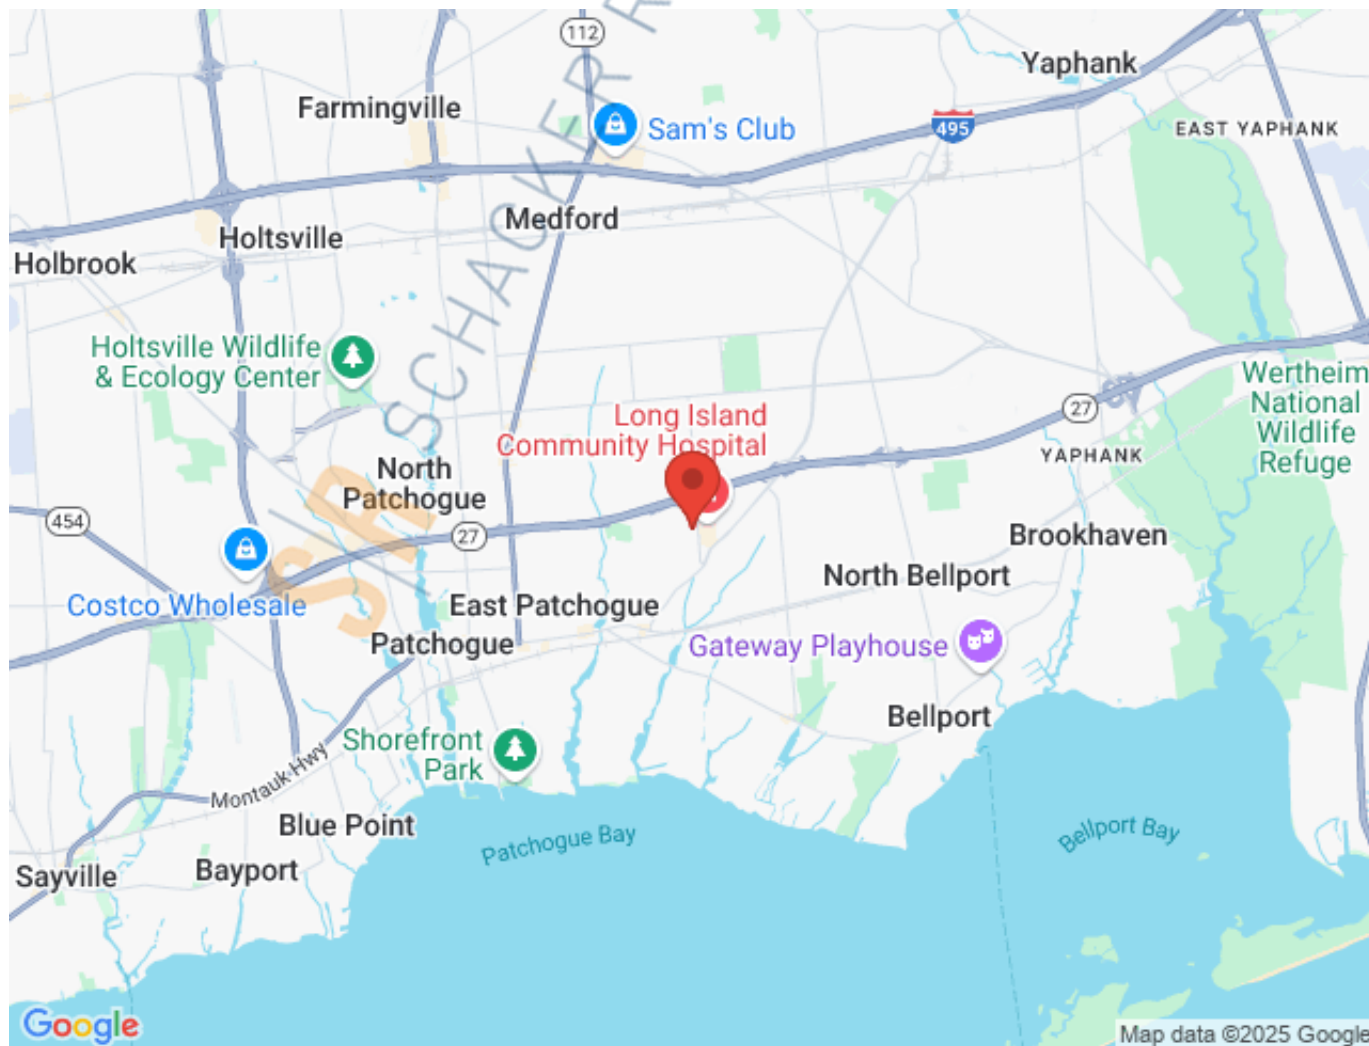 112
Yaphank
Farmingville
Sam's Club
495
EAST YAPHANK
Medford
Holtsville
Holbrook
Holtsville Wildlife
& Ecology Center
Wertheim
National
Wildlife
Refuge
27
Long Island
Community Hospital
YAPHANK
North
Patchogue
454
27
Brookhaven
North Bellport
Costco Wholesale
East Patchogue
Patchogue
Gateway Playhouse
Bellport
Shorefront
Park
Montauk Hwy
Blue Point
Patchogue Bay
Bellport Bay
Bayport
Sayville
SR SCHACKER R
Google
Map data ©2025 Google